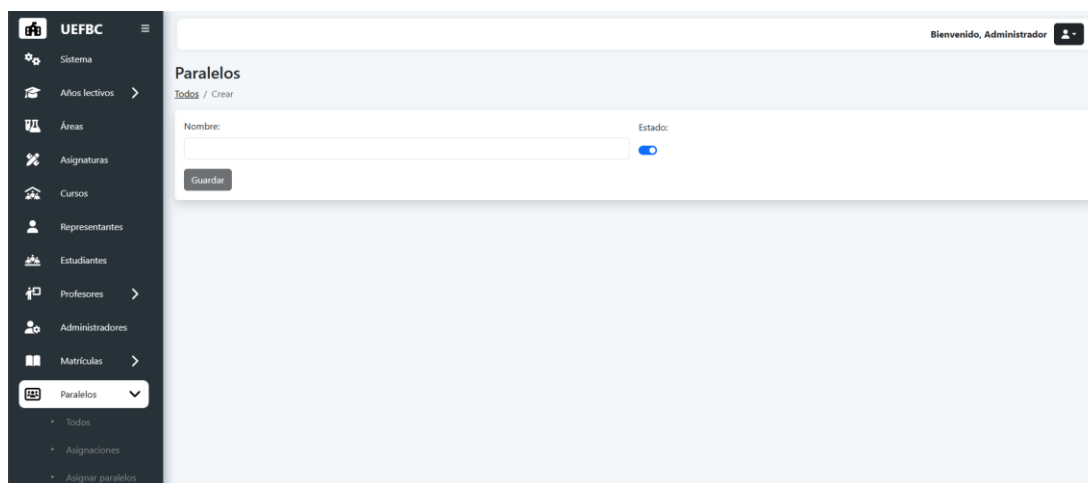 UEFBC
Sistema
Años lectivos
Áreas
Asignaturas
Cursos
Representantes
Estudiantes
Profesores
Administradores
Matrículas
Paralelos
Todos
Asignaciones
Asignar paralelos
Bienvenido, Administrador
Paralelos
Todos / Crear
Nombre:
Estado:
Guardar